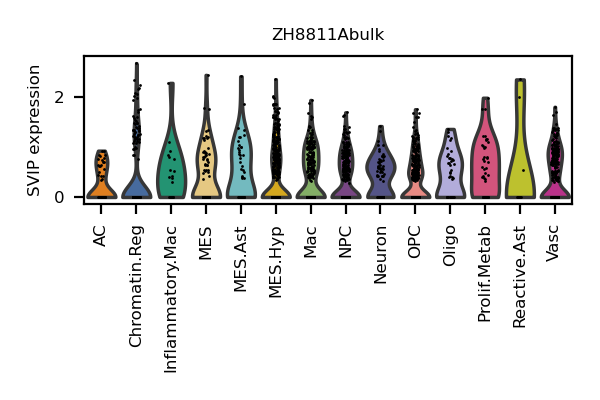 ZH8811Abulk
SVIP expression
2
0
AC
Chromatin.Reg
Inflammatory.Mac
MES
MES.Ast
MES.Hyp
Mac
NPC
Neuron
OPC
Oligo
Prolif.Metab
Reactive.Ast
Vasc